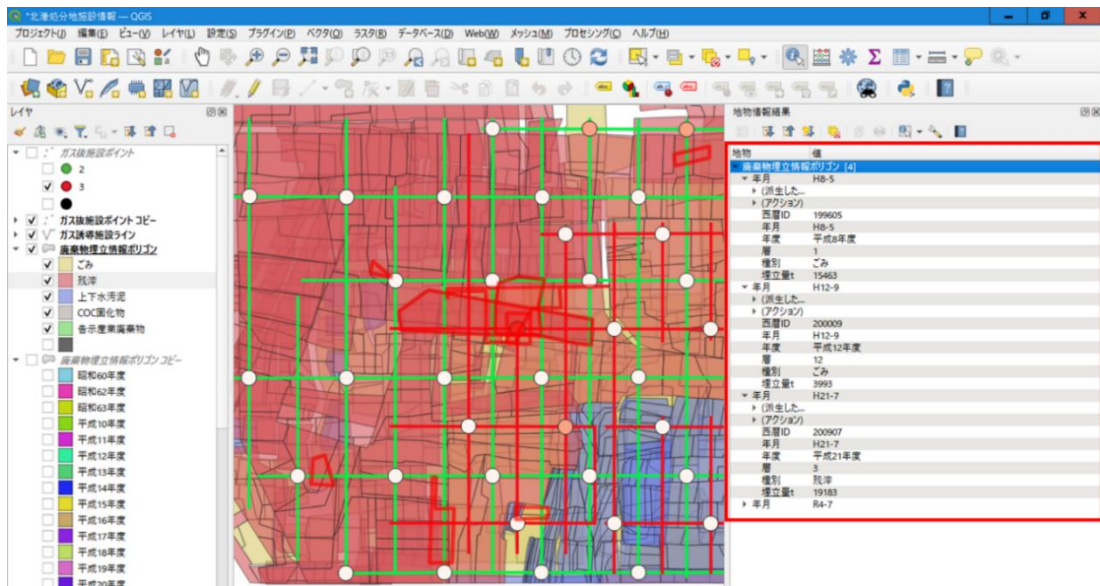 *北港処分地施設情報 — QGIS
プロジェクト(J) 編集(E) ビュー(V) レイヤ(L) 設定(S) プラグイン(P) ベクタ(O) ラスタ(R) データベース(D) Web(W) メッシュ(M) プロセシング(C) ヘルプ(H)
レイヤ
ガス抜施設ポイント
2
3
ガス抜施設ポイント コピー
ガス誘導施設ライン
廃棄物埋立情報ポリゴン
ごみ
残滓
上下水汚泥
COC固化物
告示産業廃棄物
廃棄物埋立情報ポリゴン コピー
昭和60年度
昭和62年度
昭和63年度
平成10年度
平成11年度
平成12年度
平成13年度
平成14年度
平成15年度
平成16年度
平成17年度
平成18年度
平成19年度
平成20年度
地物情報結果
地物 値
廃棄物埋立情報ポリゴン [4]
年月 H8-5
(派生した...
(アクション)
西暦ID 199605
年月 H8-5
年度 平成8年度
層 1
種別 ごみ
埋立量t 15463
年月 H12-9
(派生した...
(アクション)
西暦ID 200009
年月 H12-9
年度 平成12年度
層 12
種別 ごみ
埋立量t 3993
年月 H21-7
(派生した...
(アクション)
西暦ID 200907
年月 H21-7
年度 平成21年度
層 3
種別 残滓
埋立量t 19183
年月 R4-7